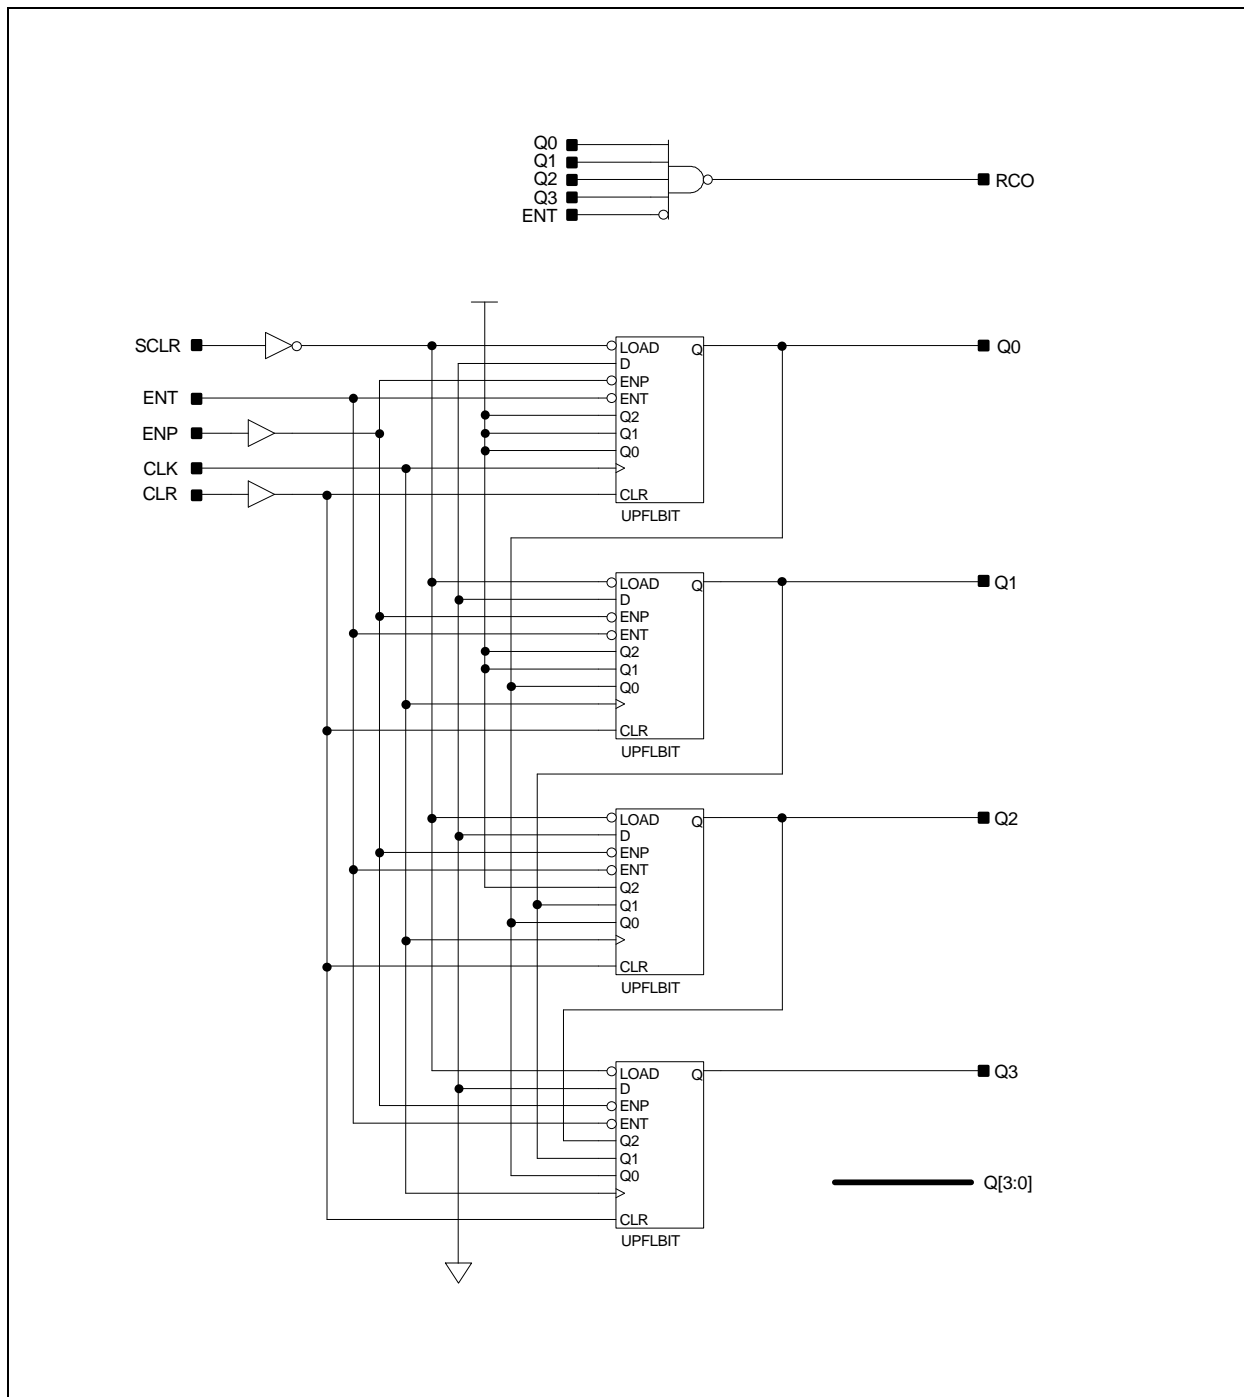 Q0
Q1
Q2
Q3
ENT
RCO
SCLR
ENT
ENP
CLK
CLR
LOAD Q
D
ENP
ENT
Q2
Q1
Q0
CLR
UPFLBIT
Q0
LOAD Q
D
ENP
ENT
Q2
Q1
Q0
CLR
UPFLBIT
Q1
LOAD Q
D
ENP
ENT
Q2
Q1
Q0
CLR
UPFLBIT
Q2
LOAD Q
D
ENP
ENT
Q2
Q1
Q0
CLR
UPFLBIT
Q3
Q[3:0]